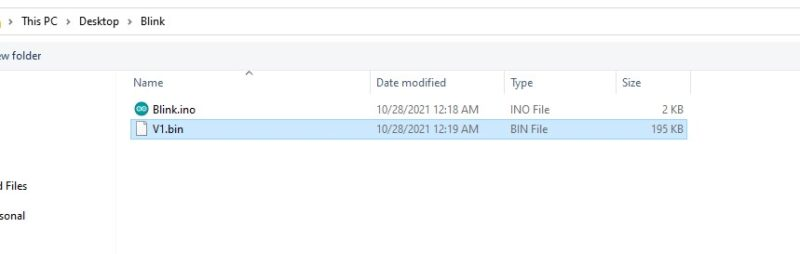 > This PC > Desktop > Blink
ew folder
Name Date modified Type Size
Blink.ino 10/28/2021 12:18 AM INO File 2 KB
V1.bin 10/28/2021 12:19 AM BIN File 195 KB
d Files
sonal